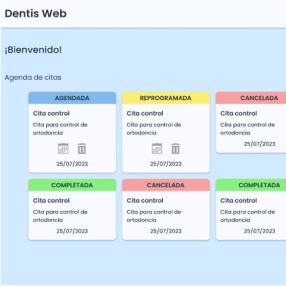 Dentis Web
¡Bienvenido!
Agenda de citas
AGENDADA
Cita control
Cita para control de
ortodoncia
25/07/2023
REPROGRAMADA
Cita control
Cita para control de
ortodoncia
25/07/2023
CANCELADA
Cita control
Cita para control de
ortodoncia
25/07/2023
COMPLETADA
Cita control
Cita para control de
ortodoncia
25/07/2023
CANCELADA
Cita control
Cita para control de
ortodoncia
25/07/2023
COMPLETADA
Cita control
Cita para control de
ortodoncia
25/07/2023